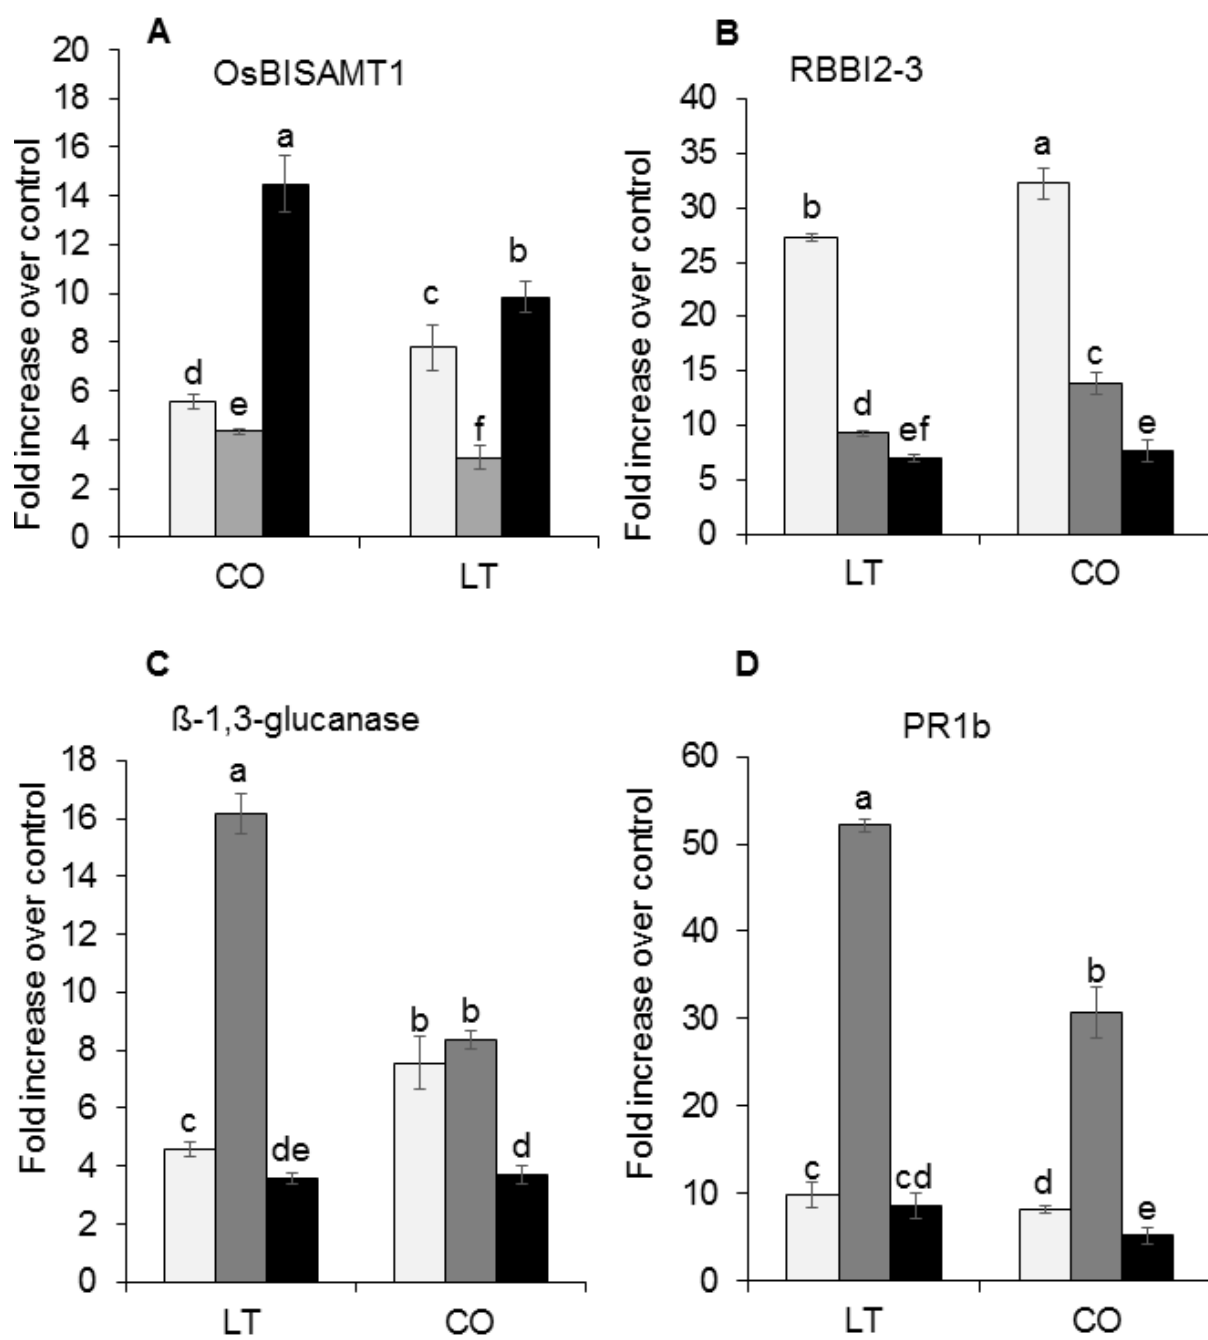 A
OsBISAMT1
Fold increase over control
20
18
16
14
12
10
8
6
4
2
0
d
e
a
c
f
b
CO
LT
B
RBBI2-3
Fold increase over control
40
35
30
25
20
15
10
5
0
b
d
ef
a
c
e
LT
CO
C
ß-1,3-glucanase
Fold increase over control
18
16
14
12
10
8
6
4
2
0
c
a
de
b
b
d
LT
CO
D
PR1b
Fold increase over control
60
50
40
30
20
10
0
c
a
cd
d
b
e
LT
CO